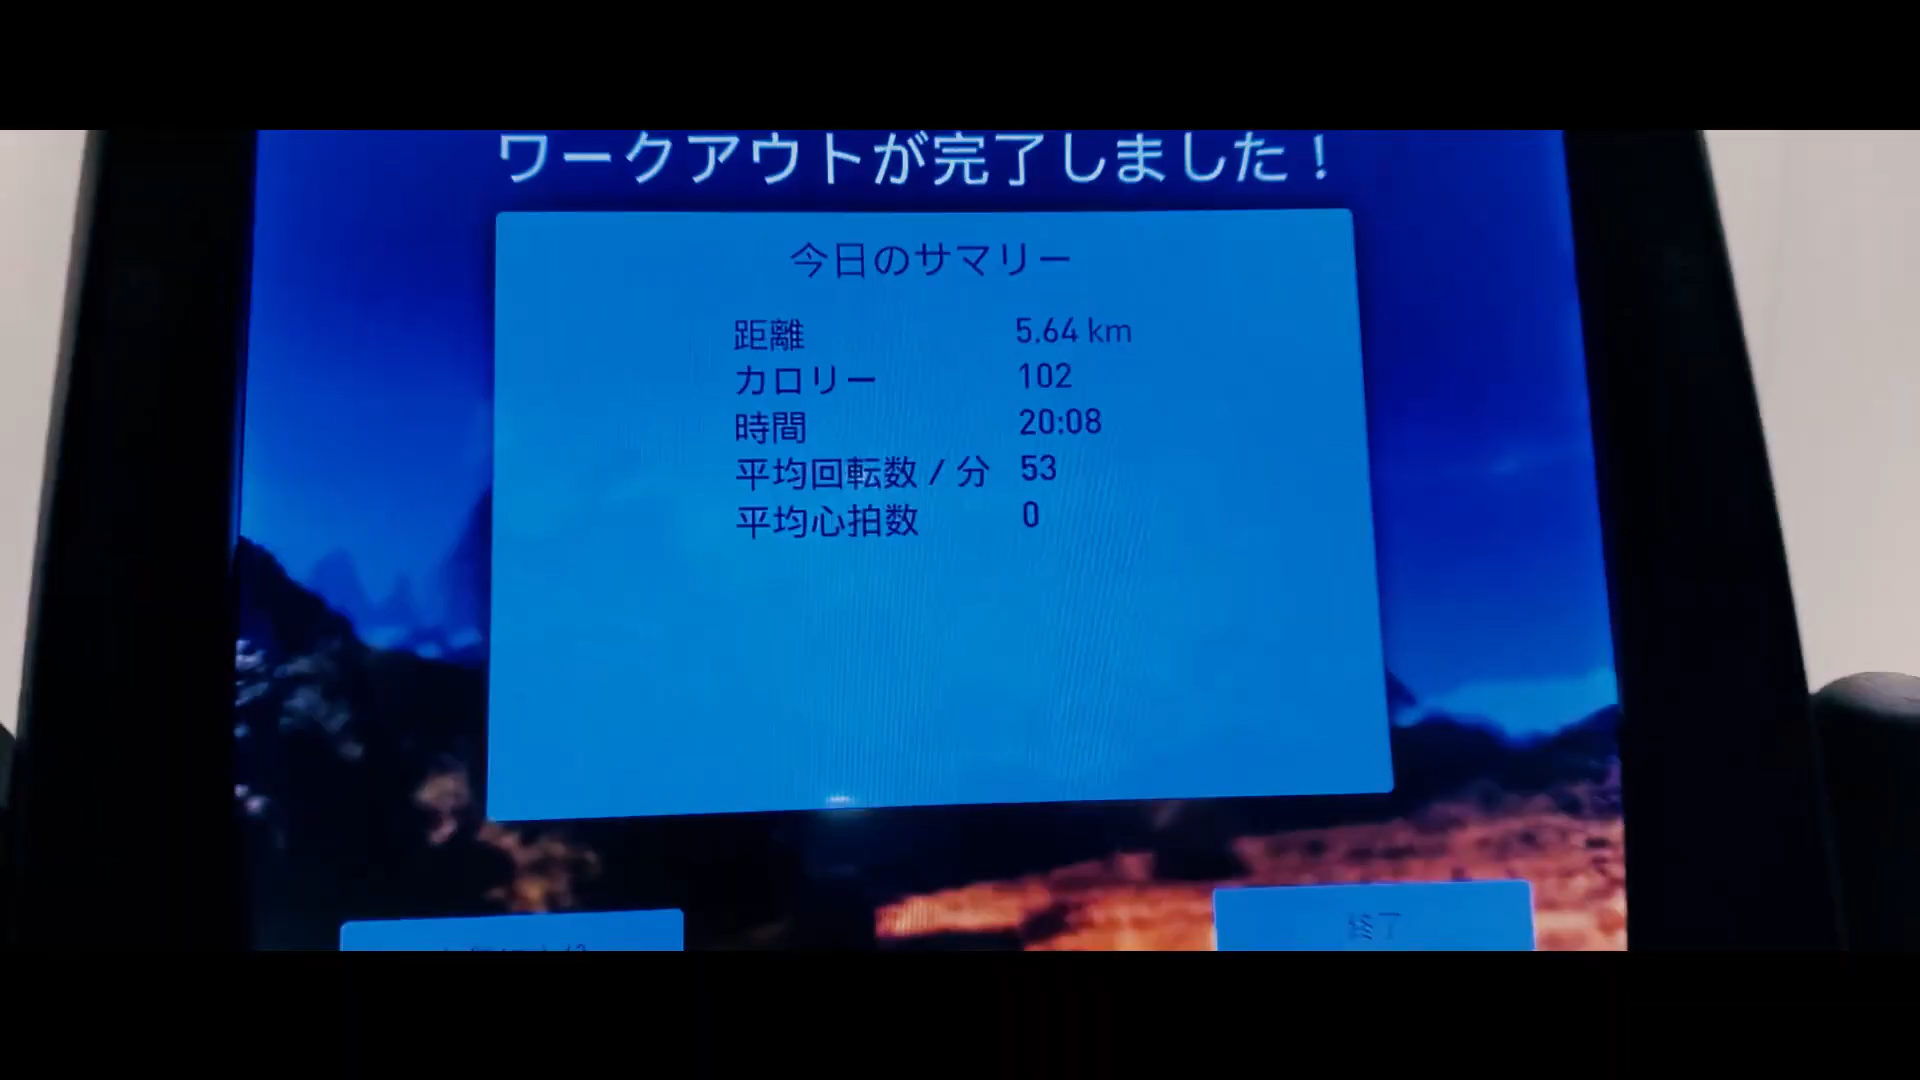 ワークアウトが完了しました！
今日のサマリー
距離 5.64 km
カロリー 102
時間 20:08
平均回転数 / 分 53
平均心拍数 0
終了